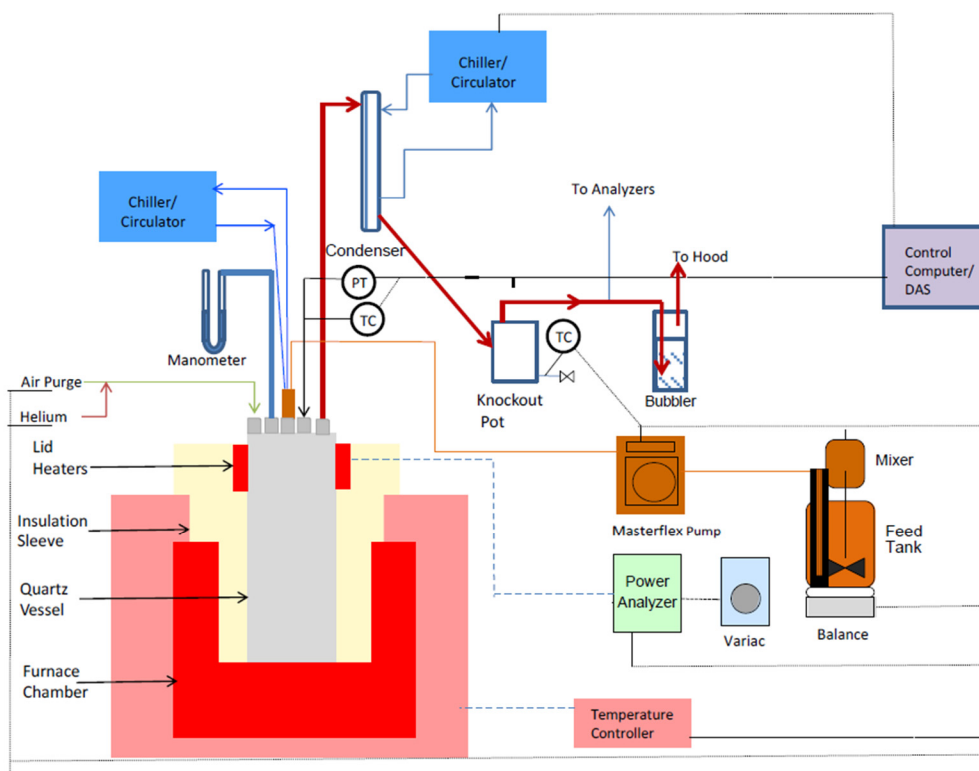 Chiller/
Circulator
Chiller/
Circulator
To Analyzers
Condenser
To Hood
Control
Computer/
DAS
PT
TC
Manometer
TC
Air Purge
Knockout
Pot
Bubbler
Helium
Lid
Heaters
Mixer
Insulation
Sleeve
Masterflex Pump
Feed
Tank
Quartz
Vessel
Power
Analyzer
Variac
Balance
Furnace
Chamber
Temperature
Controller